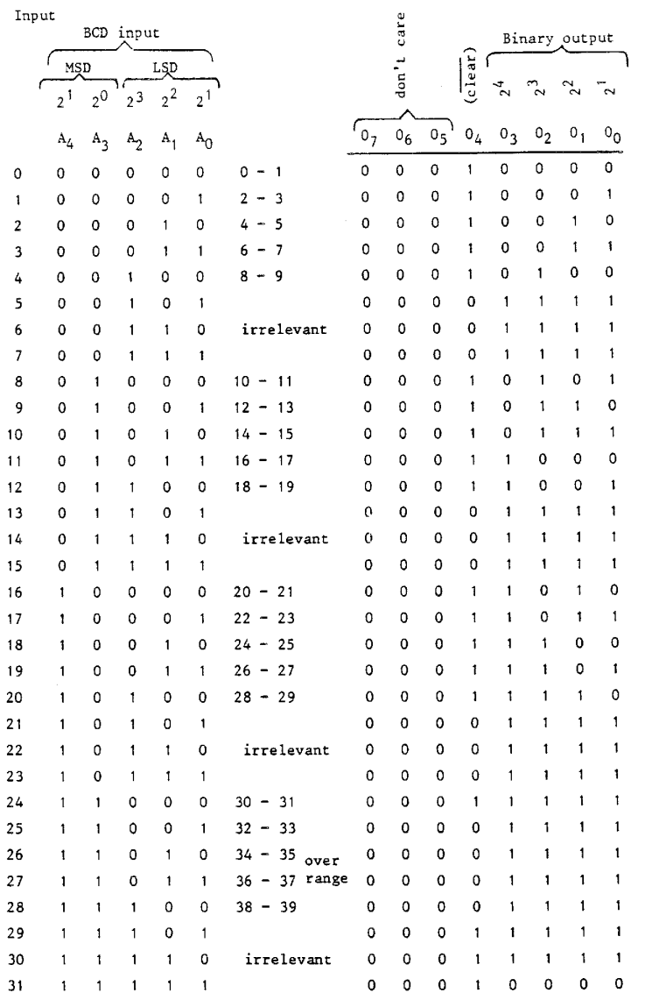 Input
BCD input
don't care
Binary output
MSD LSD
(clear)
2^1 2^0 2^3 2^2 2^1 2^4 2^3 2^2 2^1
A4 A3 A2 A1 A0 O7 O6 O5 O4 O3 O2 O1 O0
0 0 0 0 0 0 0 - 1 0 0 0 1 0 0 0 0
1 0 0 0 0 1 2 - 3 0 0 0 1 0 0 0 1
2 0 0 0 1 0 4 - 5 0 0 0 1 0 0 1 0
3 0 0 0 1 1 6 - 7 0 0 0 1 0 0 1 1
4 0 0 1 0 0 8 - 9 0 0 0 1 0 1 0 0
5 0 0 1 0 1 0 0 0 0 1 1 1 1
6 0 0 1 1 0 irrelevant 0 0 0 0 1 1 1 1
7 0 0 1 1 1 0 0 0 0 1 1 1 1
8 0 1 0 0 0 10 - 11 0 0 0 1 0 1 0 1
9 0 1 0 0 1 12 - 13 0 0 0 1 0 1 1 0
10 0 1 0 1 0 14 - 15 0 0 0 1 0 1 1 1
11 0 1 0 1 1 16 - 17 0 0 0 1 1 0 0 0
12 0 1 1 0 0 18 - 19 0 0 0 1 1 0 0 1
13 0 1 1 0 1 0 0 0 0 1 1 1 1
14 0 1 1 1 0 irrelevant 0 0 0 0 1 1 1 1
15 0 1 1 1 1 0 0 0 0 1 1 1 1
16 1 0 0 0 0 20 - 21 0 0 0 1 1 0 1 0
17 1 0 0 0 1 22 - 23 0 0 0 1 1 0 1 1
18 1 0 0 1 0 24 - 25 0 0 0 1 1 1 0 0
19 1 0 0 1 1 26 - 27 0 0 0 1 1 1 0 1
20 1 0 1 0 0 28 - 29 0 0 0 1 1 1 1 0
21 1 0 1 0 1 0 0 0 0 1 1 1 1
22 1 0 1 1 0 irrelevant 0 0 0 0 1 1 1 1
23 1 0 1 1 1 0 0 0 0 1 1 1 1
24 1 1 0 0 0 30 - 31 0 0 0 1 1 1 1 1
25 1 1 0 0 1 32 - 33 0 0 0 0 1 1 1 1
26 1 1 0 1 0 34 - 35 over 0 0 0 0 1 1 1 1
27 1 1 0 1 1 36 - 37 range 0 0 0 0 1 1 1 1
28 1 1 1 0 0 38 - 39 0 0 0 0 1 1 1 1
29 1 1 1 0 1 0 0 0 1 1 1 1 1
30 1 1 1 1 0 irrelevant 0 0 0 1 1 1 1 1
31 1 1 1 1 1 0 0 0 1 0 0 0 0